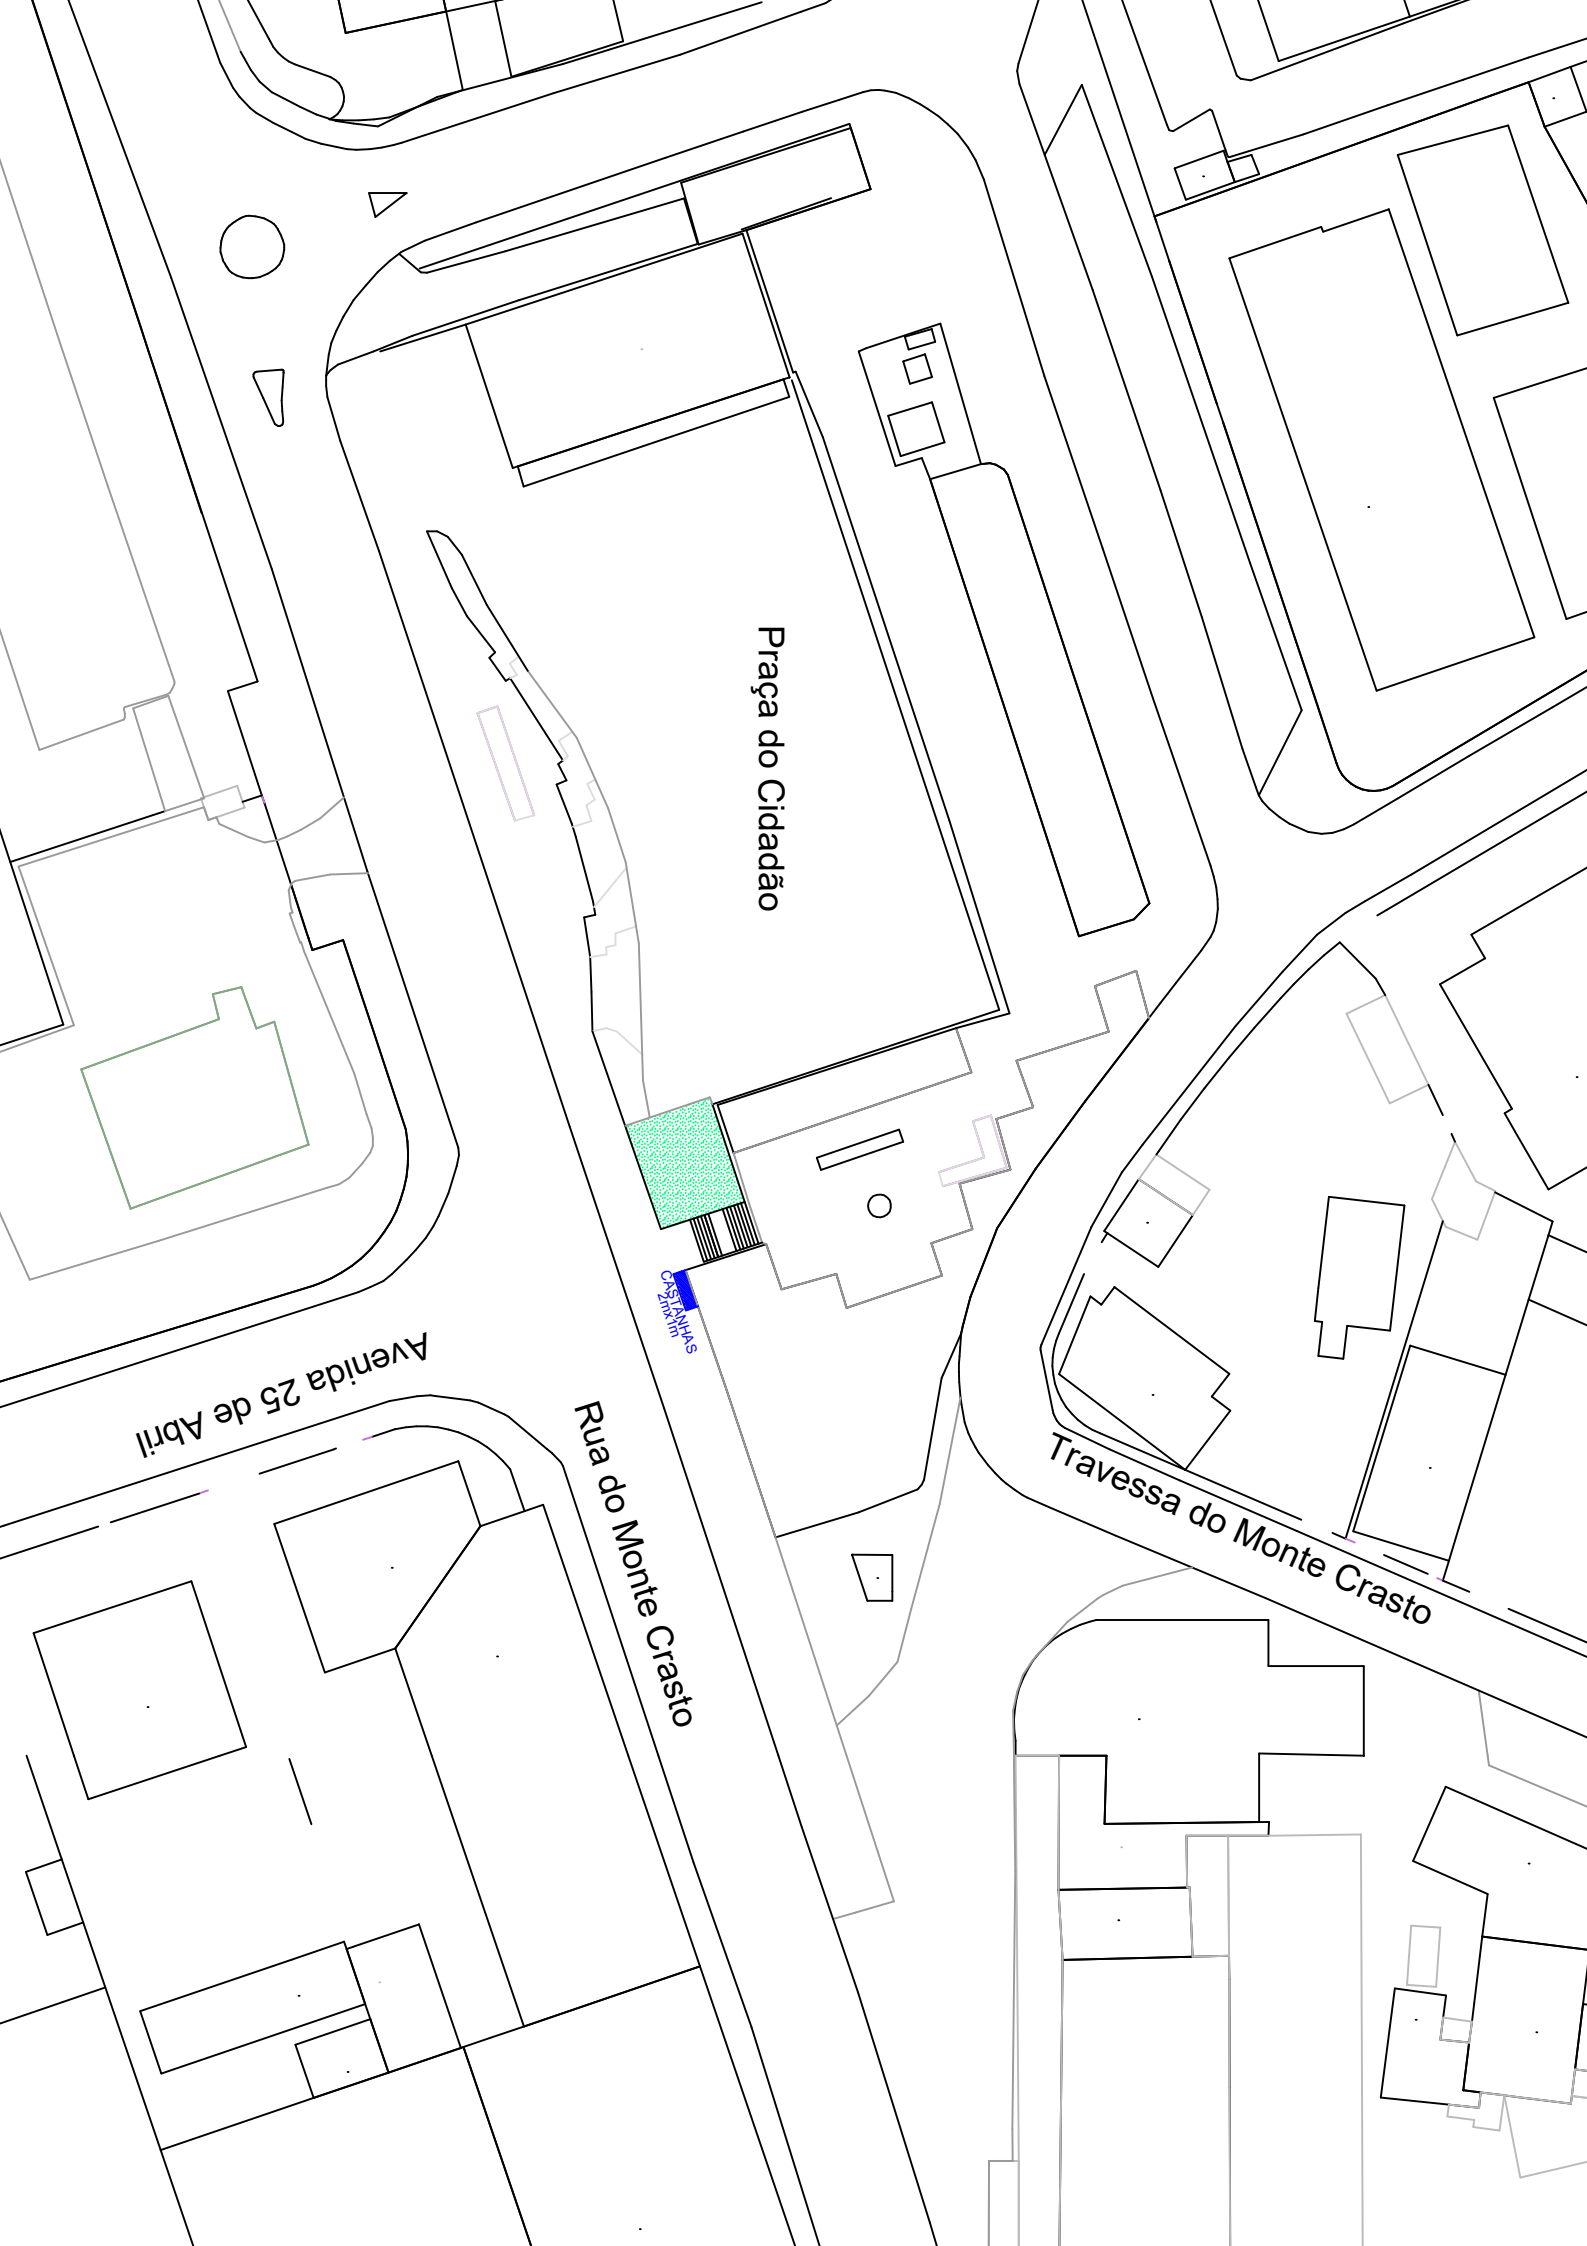 Praça do Cidadão
CASTANHAS
2mx1m
Avenida 25 de Abril
Rua do Monte Crasto
Travessa do Monte Crasto